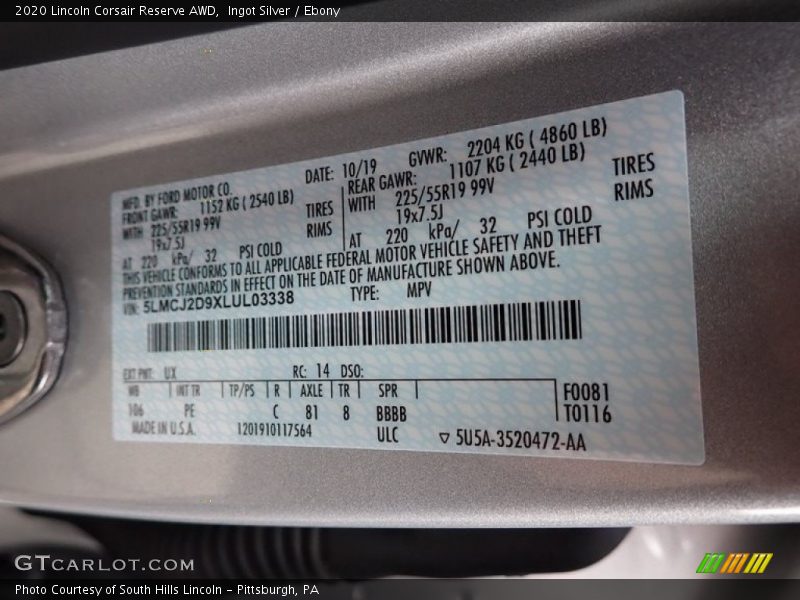 2020 Lincoln Corsair Reserve AWD,  Ingot Silver / Ebony
MFD. BY FORD MOTOR CO. DATE: 10/19 GVWR: 2204 KG ( 4860 LB)
FRONT GAWR: 1152 KG ( 2540 LB) REAR GAWR: 1107 KG ( 2440 LB)
WITH 225/55R19 99V TIRES WITH 225/55R19 99V TIRES
19x7.5J RIMS 19x7.5J RIMS
AT 220 kPa/ 32 PSI COLD AT 220 kPa/ 32 PSI COLD
THIS VEHICLE CONFORMS TO ALL APPLICABLE FEDERAL MOTOR VEHICLE SAFETY AND THEFT
PREVENTION STANDARDS IN EFFECT ON THE DATE OF MANUFACTURE SHOWN ABOVE.
VIN: 5LMCJ2D9XLUL03338 TYPE: MPV
EXT PNT: UX RC: 14 DSO:
WB INT TR TP/PS R AXLE TR SPR F0081
106 PE C 81 8 BBBB T0116
MADE IN U.S.A. 1201910117564 ULC 5U5A-3520472-AA
GTCARLOT.COM
Photo Courtesy of South Hills Lincoln - Pittsburgh, PA